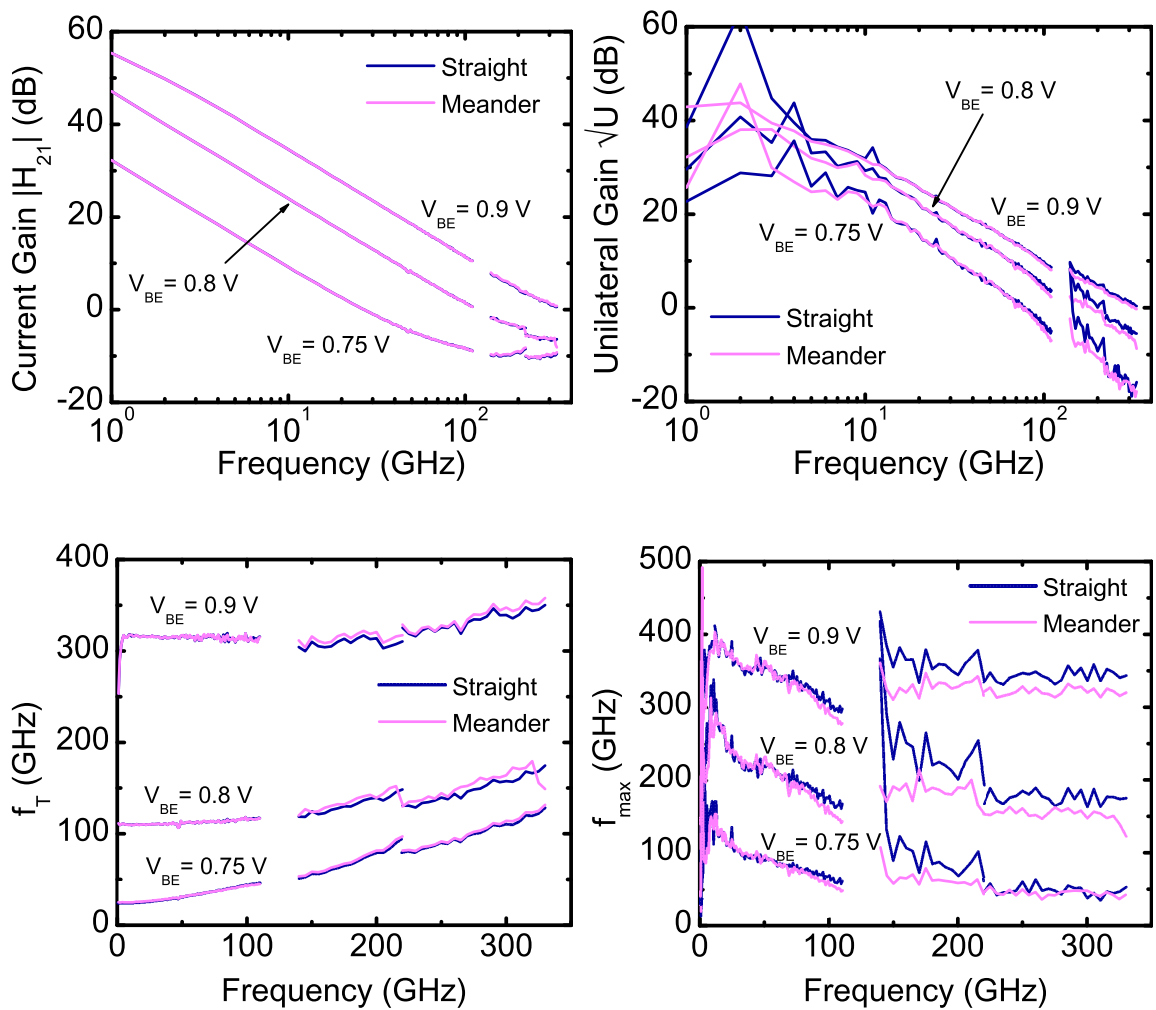 Current Gain |H21| (dB)
60
40
20
0
-20
Straight
Meander
VBE= 0.9 V
VBE= 0.8 V
VBE= 0.75 V
10^0 10^1 10^2
Frequency (GHz)
Unilateral Gain √U (dB)
60
40
20
0
-20
VBE= 0.8 V
VBE= 0.9 V
VBE= 0.75 V
Straight
Meander
10^0 10^1 10^2
Frequency (GHz)
fT (GHz)
400
300
200
100
0
VBE= 0.9 V
Straight
Meander
VBE= 0.8 V
VBE= 0.75 V
0 100 200 300
Frequency (GHz)
fmax (GHz)
500
400
300
200
100
0
Straight
Meander
VBE= 0.9 V
VBE= 0.8 V
VBE= 0.75 V
0 100 200 300
Frequency (GHz)